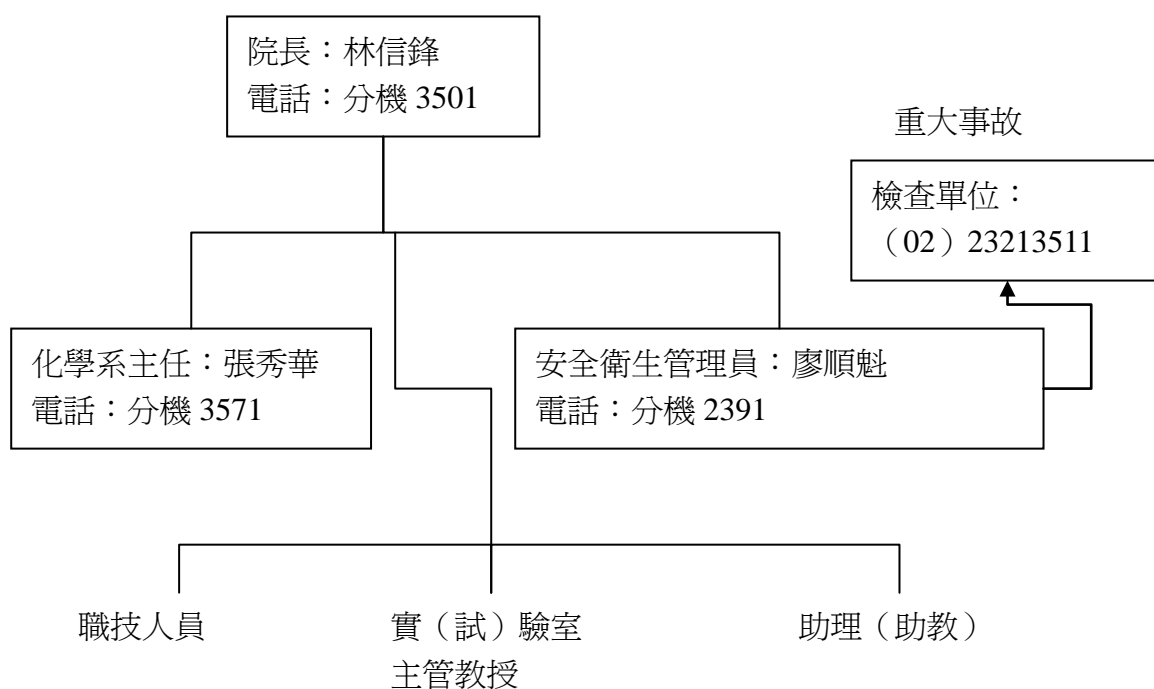 院長：林信鋒
電話：分機 3501
重大事故
檢查單位：
（02）23213511
化學系主任：張秀華
電話：分機 3571
安全衛生管理員：廖順魁
電話：分機 2391
職技人員
實（試）驗室
主管教授
助理（助教）